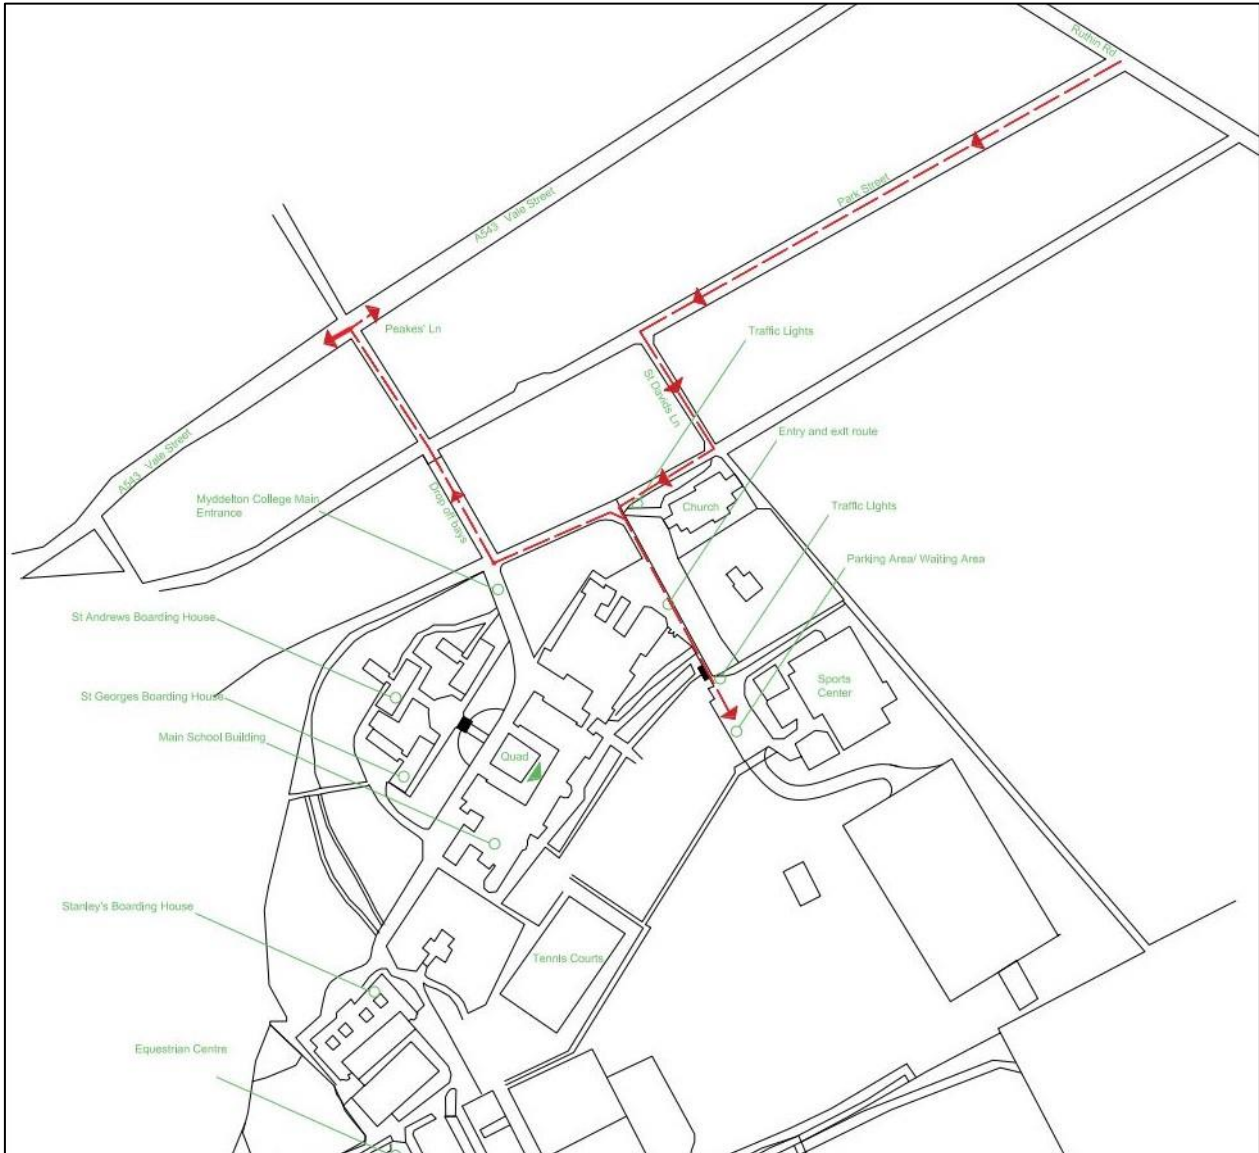 Ruthin Rd
Park Street
A543 Vale Street
Peakes' Ln
Traffic Lights
St Davids Ln
Entry and exit route
A543 Vale Street
Drop off bays
Myddelton College Main
Entrance
Church
Traffic Lights
Parking Area/ Waiting Area
St Andrews Boarding House
St Georges Boarding House
Sports
Center
Main School Building
Quad
Stanley's Boarding House
Tennis Courts
Equestrian Centre